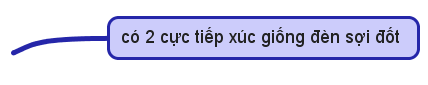 có 2 cực tiếp xúc giống đèn sợi đốt